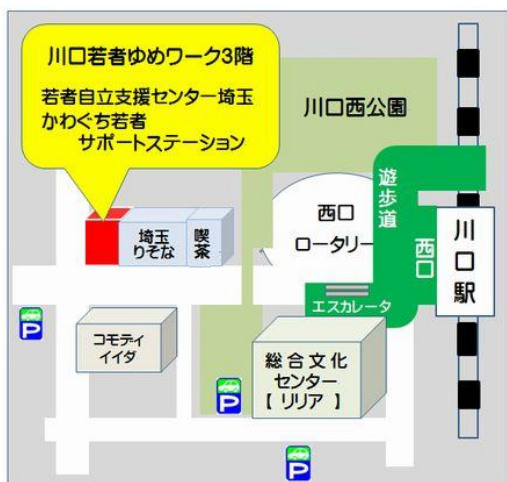 川口若者ゆめワーク3階
若者自立支援センター埼玉
かわぐち若者
サポートステーション
川口西公園
遊歩道
西口
ロータリー
西口
川口駅
埼玉
りそな
喫茶
エスカレータ
コモディ
イイダ
総合文化
センター
【リリア】
P
P
P